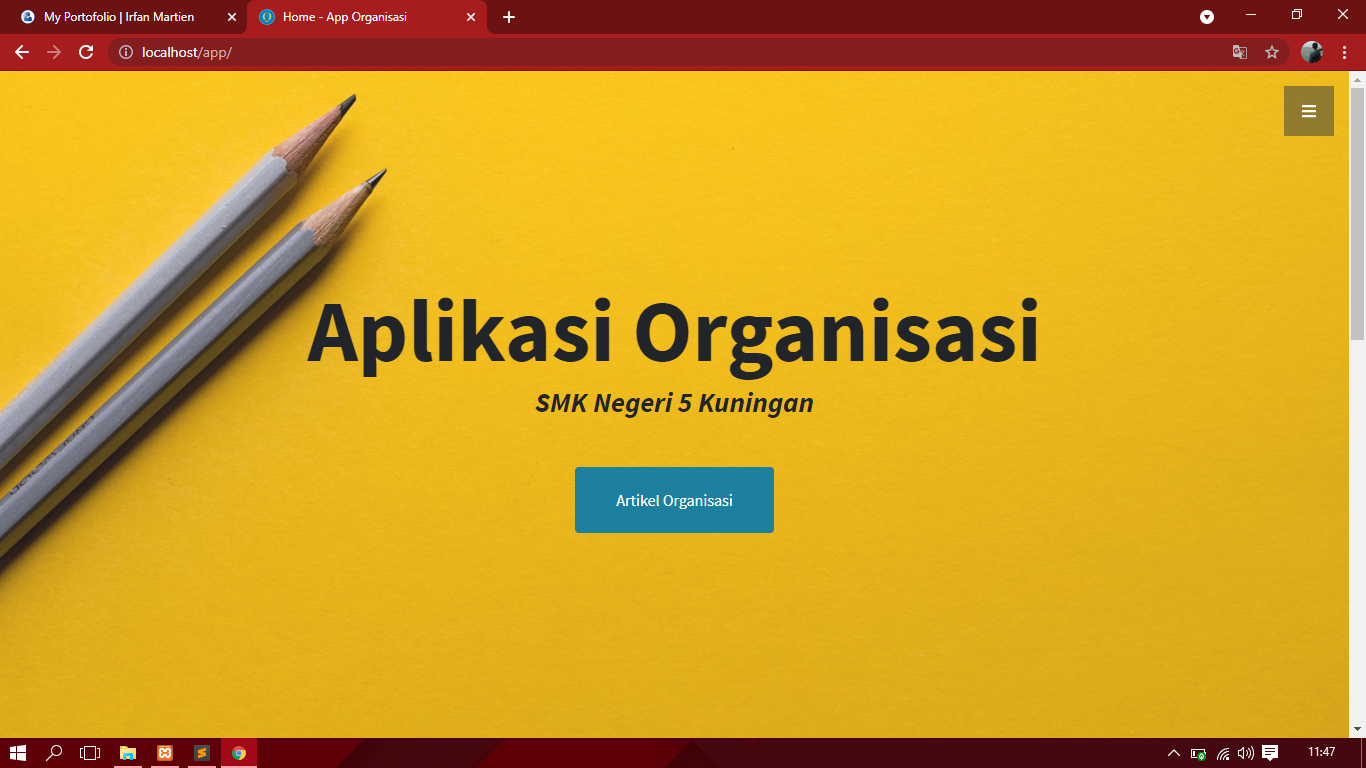 My Portofolio | Irfan Martien
Home - App Organisasi
localhost/app/
Aplikasi Organisasi
SMK Negeri 5 Kuningan
Artikel Organisasi
11:47